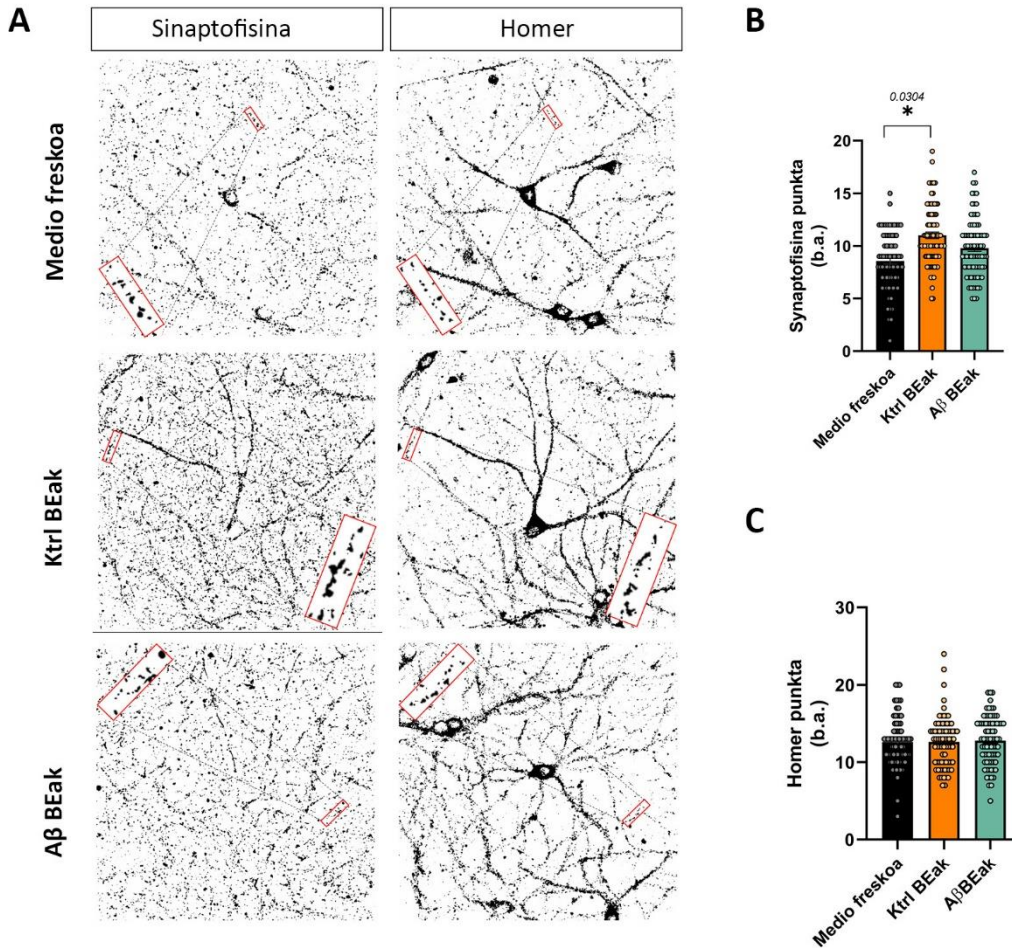 A
Sinaptofisina
Homer
Medio freskoa
Ktrl BEak
Aβ BEak
B
0.0304
*
Synaptofisina punkta
(b.a.)
20
15
10
5
0
Medio freskoa
Ktrl BEak
Aβ BEak
C
Homer punkta
(b.a.)
30
20
10
0
Medio freskoa
Ktrl BEak
AβBEak